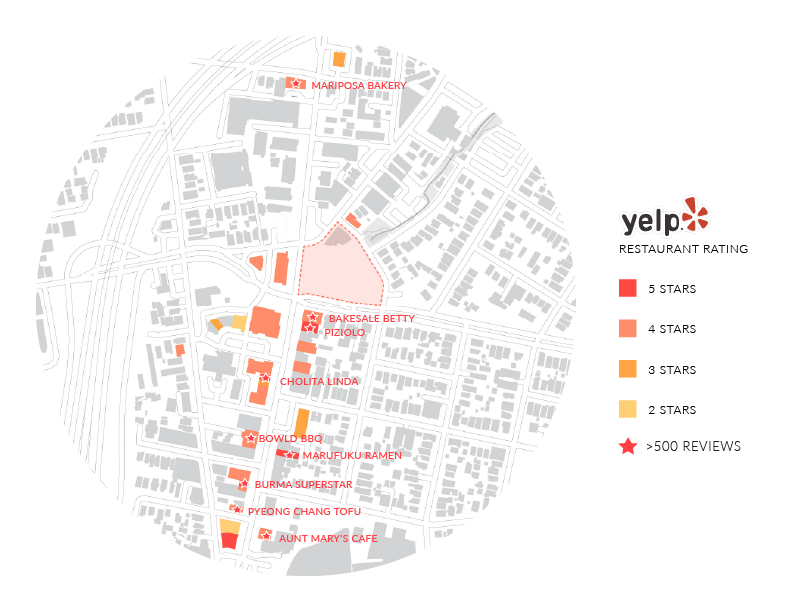 MARIPOSA BAKERY
yelp
RESTAURANT RATING
5 STARS
BAKESALE BETTY
4 STARS
PIZIOLO
3 STARS
CHOLITA LINDA
2 STARS
BOWLD BBQ
>500 REVIEWS
MARUFUKU RAMEN
BURMA SUPERSTAR
PYEONG CHANG TOFU
AUNT MARY'S CAFE